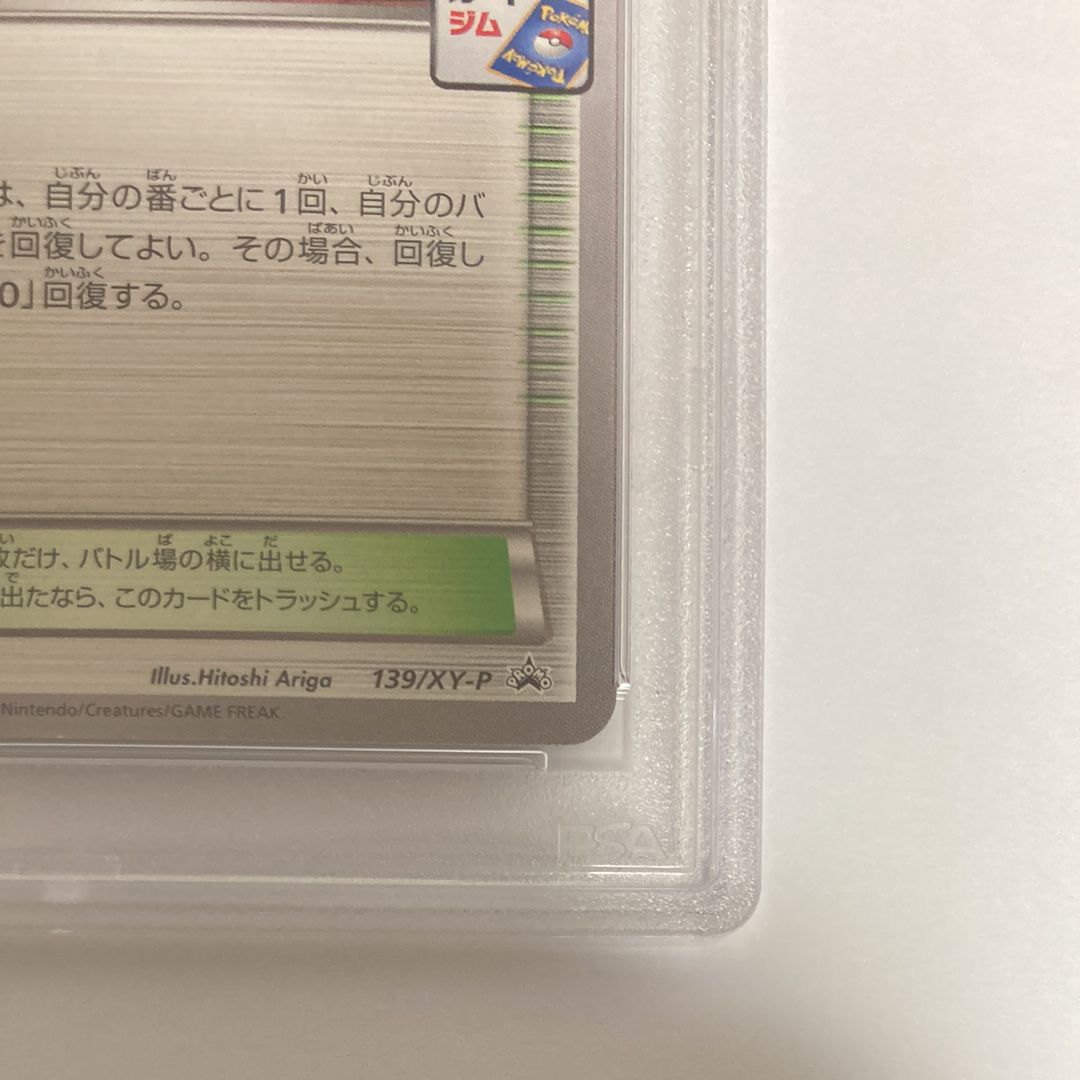 ジム
POKéMON
POKéMON
は、自分の番ごとに1回、自分のバ
を回復してよい。その場合、回復し
0」回復する。
枚だけ、バトル場の横に出せる。
出たなら、このカードをトラッシュする。
Illus.Hitoshi Ariga 139/XY-P PROMO
Nintendo/Creatures/GAME FREAK.
PSA